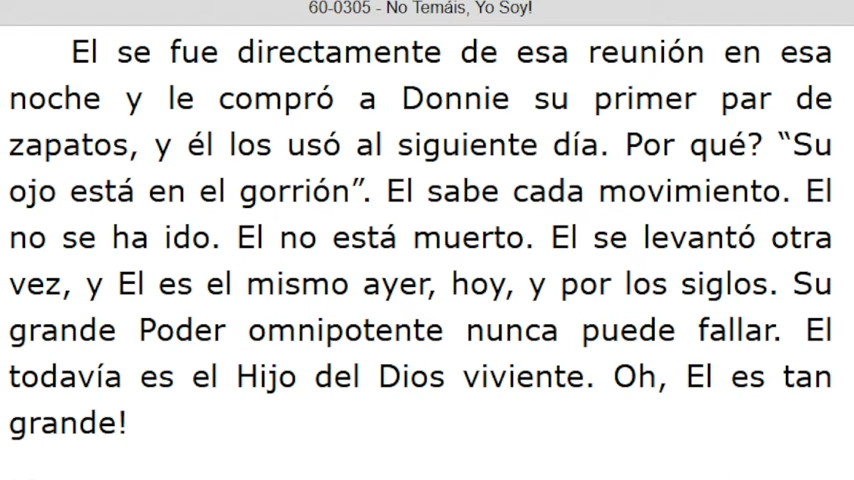 60-0305 - No Temáis, Yo Soy!
El se fue directamente de esa reunión en esa
noche y le compró a Donnie su primer par de
zapatos, y él los usó al siguiente día. Por qué? “Su
ojo está en el gorrión”. El sabe cada movimiento. El
no se ha ido. El no está muerto. El se levantó otra
vez, y El es el mismo ayer, hoy, y por los siglos. Su
grande Poder omnipotente nunca puede fallar. El
todavía es el Hijo del Dios viviente. Oh, El es tan
grande!